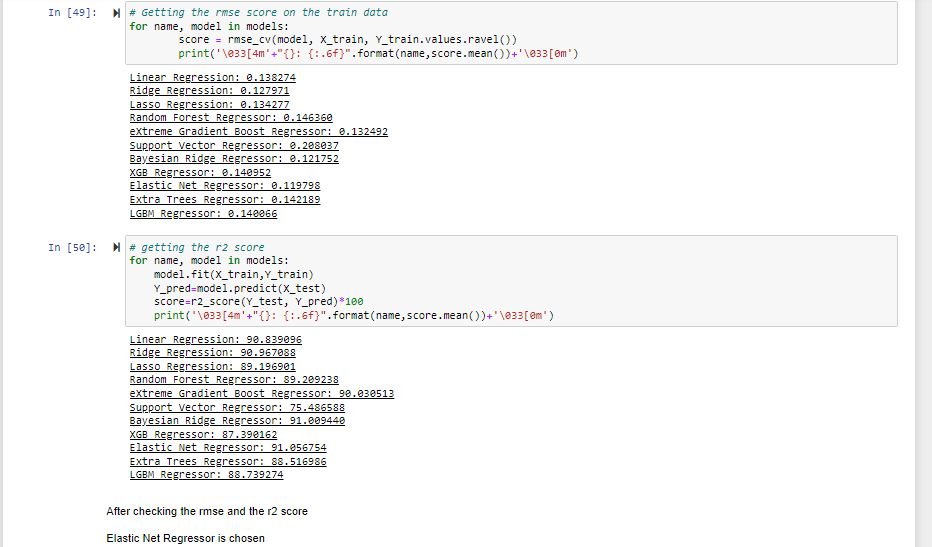 In [49]:
# Getting the rmse score on the train data
for name, model in models:
        score = rmse_cv(model, X_train, Y_train.values.ravel())
        print('\033[4m'+"{}: {:.6f}".format(name,score.mean())+'\033[0m')
Linear Regression: 0.138274
Ridge Regression: 0.127971
Lasso Regression: 0.134277
Random Forest Regressor: 0.146360
eXtreme Gradient Boost Regressor: 0.132492
Support Vector Regressor: 0.208037
Bayesian Ridge Regressor: 0.121752
XGB Regressor: 0.140952
Elastic Net Regressor: 0.119798
Extra Trees Regressor: 0.142189
LGBM Regressor: 0.140066
In [50]:
# getting the r2 score
for name, model in models:
    model.fit(X_train,Y_train)
    Y_pred=model.predict(X_test)
    score=r2_score(Y_test, Y_pred)*100
    print('\033[4m'+"{}: {:.6f}".format(name,score.mean())+'\033[0m')
Linear Regression: 90.839096
Ridge Regression: 90.967088
Lasso Regression: 89.196901
Random Forest Regressor: 89.209238
eXtreme Gradient Boost Regressor: 90.030513
Support Vector Regressor: 75.486588
Bayesian Ridge Regressor: 91.009440
XGB Regressor: 87.390162
Elastic Net Regressor: 91.056754
Extra Trees Regressor: 88.516986
LGBM Regressor: 88.739274
After checking the rmse and the r2 score
Elastic Net Regressor is chosen